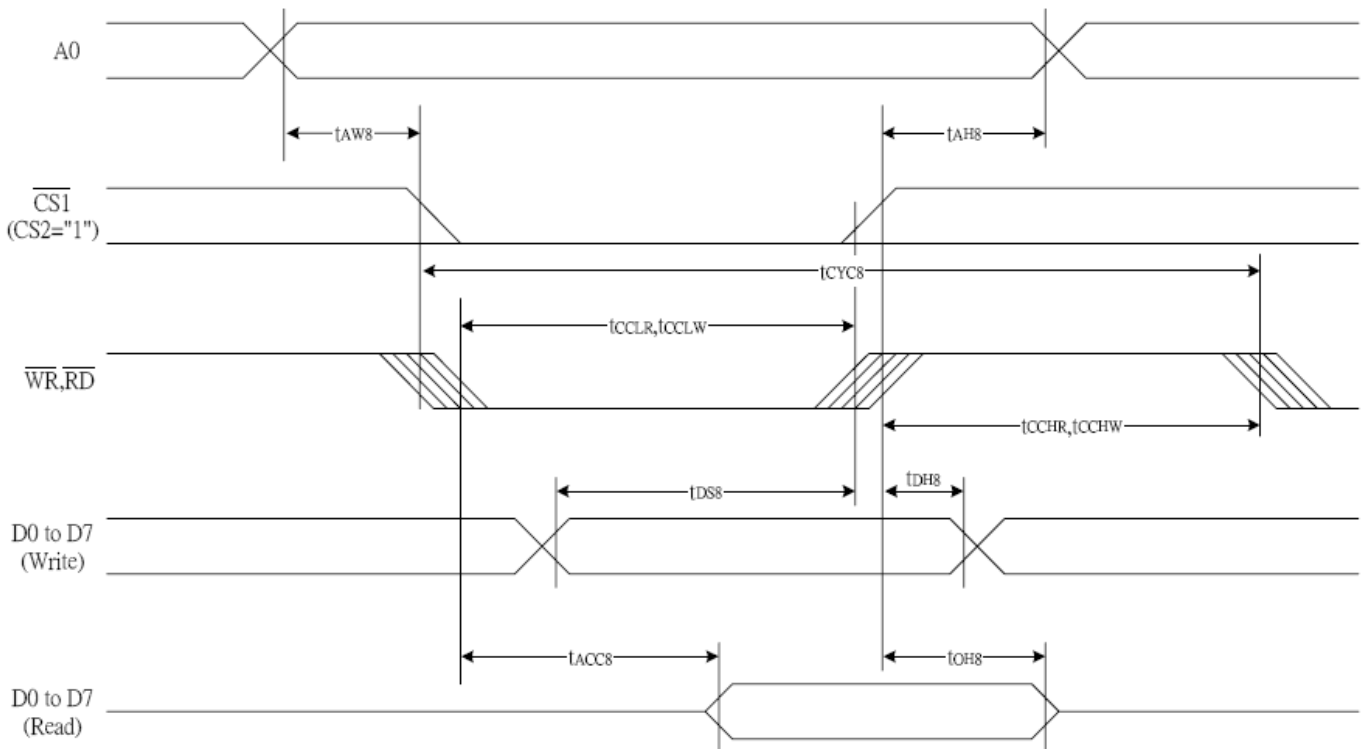 A0
tAW8
tAH8
CS1
(CS2="1")
tCYC8
tCCLR,tCCLW
WR,RD
tCCHR,tCCHW
tDS8
tDH8
D0 to D7
(Write)
tACC8
tOH8
D0 to D7
(Read)